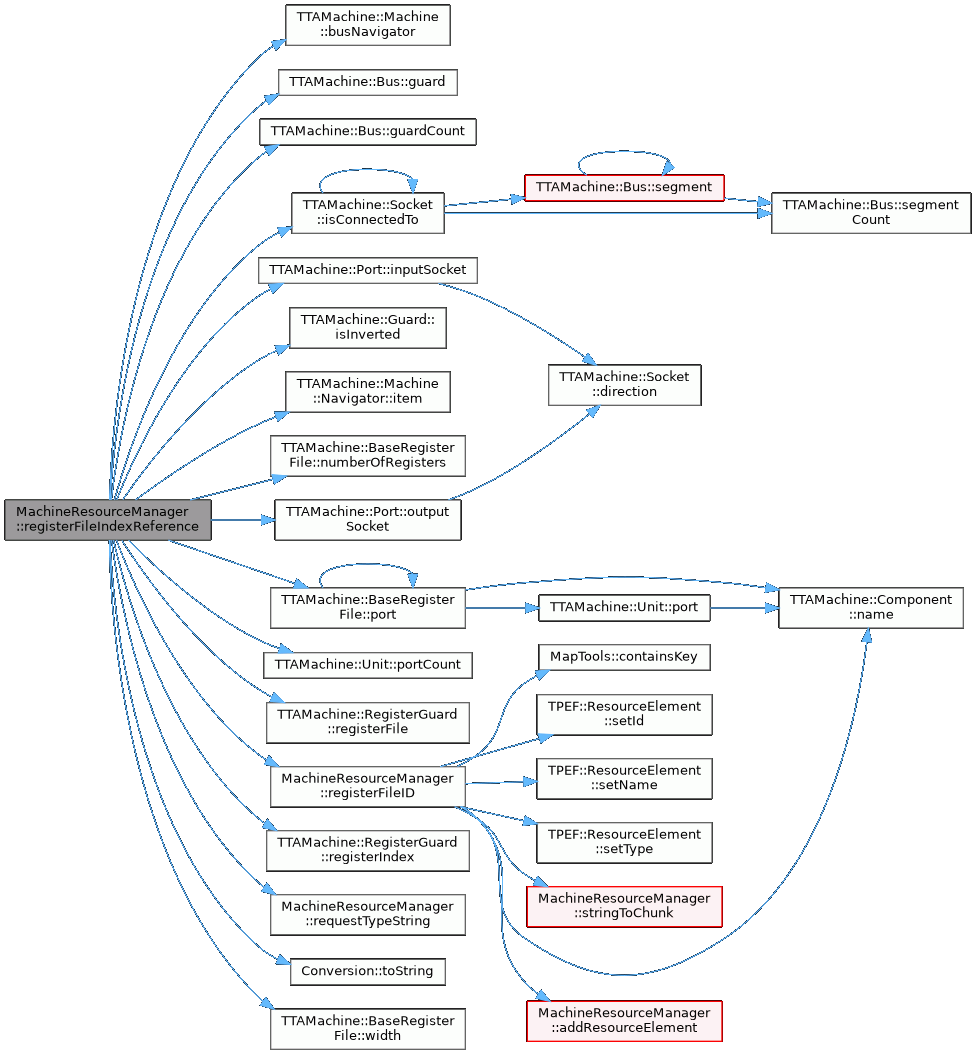 MachineResourceManager
::registerFileIndexReference
TTAMachine::Machine
::busNavigator
TTAMachine::Bus::guard
TTAMachine::Bus::guardCount
TTAMachine::Socket
::isConnectedTo
TTAMachine::Bus::segment
TTAMachine::Bus::segment
Count
TTAMachine::Port::inputSocket
TTAMachine::Guard::
isInverted
TTAMachine::Socket
::direction
TTAMachine::Machine
::Navigator::item
TTAMachine::BaseRegister
File::numberOfRegisters
TTAMachine::Port::output
Socket
TTAMachine::BaseRegister
File::port
TTAMachine::Unit::port
TTAMachine::Component
::name
TTAMachine::Unit::portCount
TTAMachine::RegisterGuard
::registerFile
MachineResourceManager
::registerFileID
MapTools::containsKey
TPEF::ResourceElement
::setId
TPEF::ResourceElement
::setName
TPEF::ResourceElement
::setType
MachineResourceManager
::stringToChunk
MachineResourceManager
::addResourceElement
TTAMachine::RegisterGuard
::registerIndex
MachineResourceManager
::requestTypeString
Conversion::toString
TTAMachine::BaseRegister
File::width